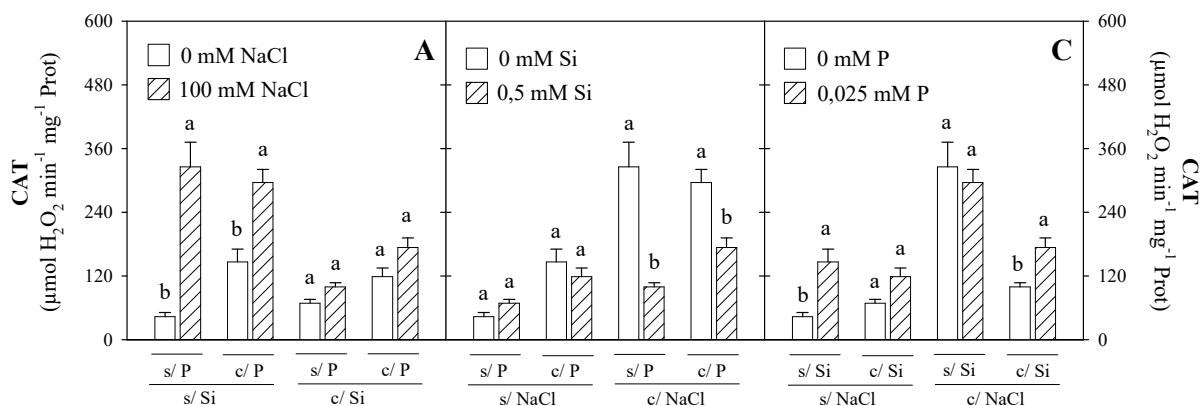 600
480
360
240
120
0
CAT
(µmol H₂O₂ min⁻¹ mg⁻¹ Prot)
0 mM NaCl
100 mM NaCl
A
b
a
b
a
a
a
a
a
s/ P
c/ P
s/ P
c/ P
s/ Si
c/ Si
0 mM Si
0,5 mM Si
a
a
a
a
a
b
a
b
s/ P
c/ P
s/ P
c/ P
s/ NaCl
c/ NaCl
0 mM P
0,025 mM P
C
b
a
a
a
a
a
b
a
s/ Si
c/ Si
s/ Si
c/ Si
s/ NaCl
c/ NaCl
600
480
360
240
120
0
CAT
(µmol H₂O₂ min⁻¹ mg⁻¹ Prot)